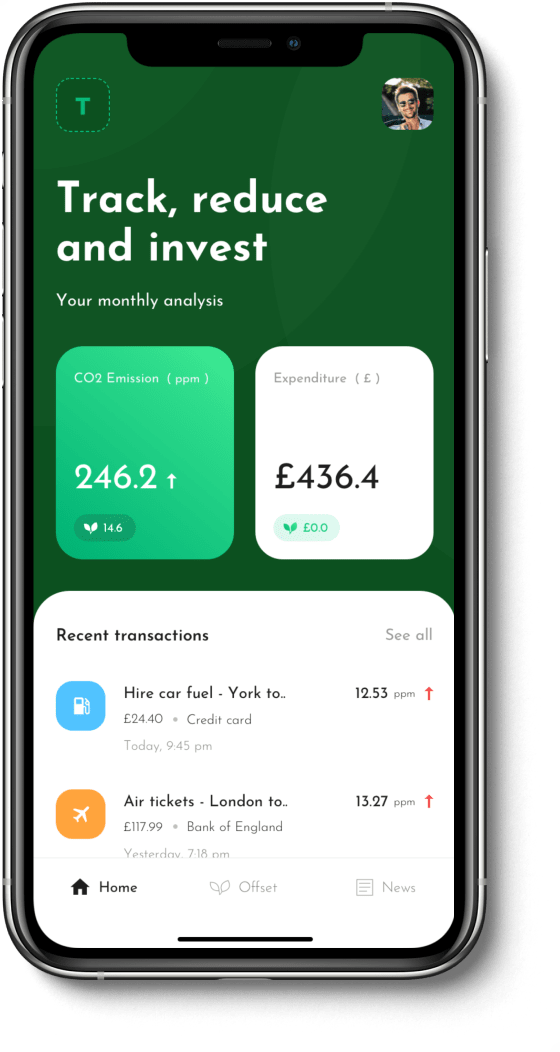 T
Track, reduce
and invest
Your monthly analysis
CO2 Emission ( ppm )
246.2 ↑
14.6
Expenditure ( £ )
£436.4
£0.0
Recent transactions
See all
Hire car fuel - York to..
12.53 ppm ↑
£24.40 • Credit card
Today, 9:45 pm
Air tickets - London to..
13.27 ppm ↑
£117.99 • Bank of England
Yesterday, 7:18 pm
Home
Offset
News